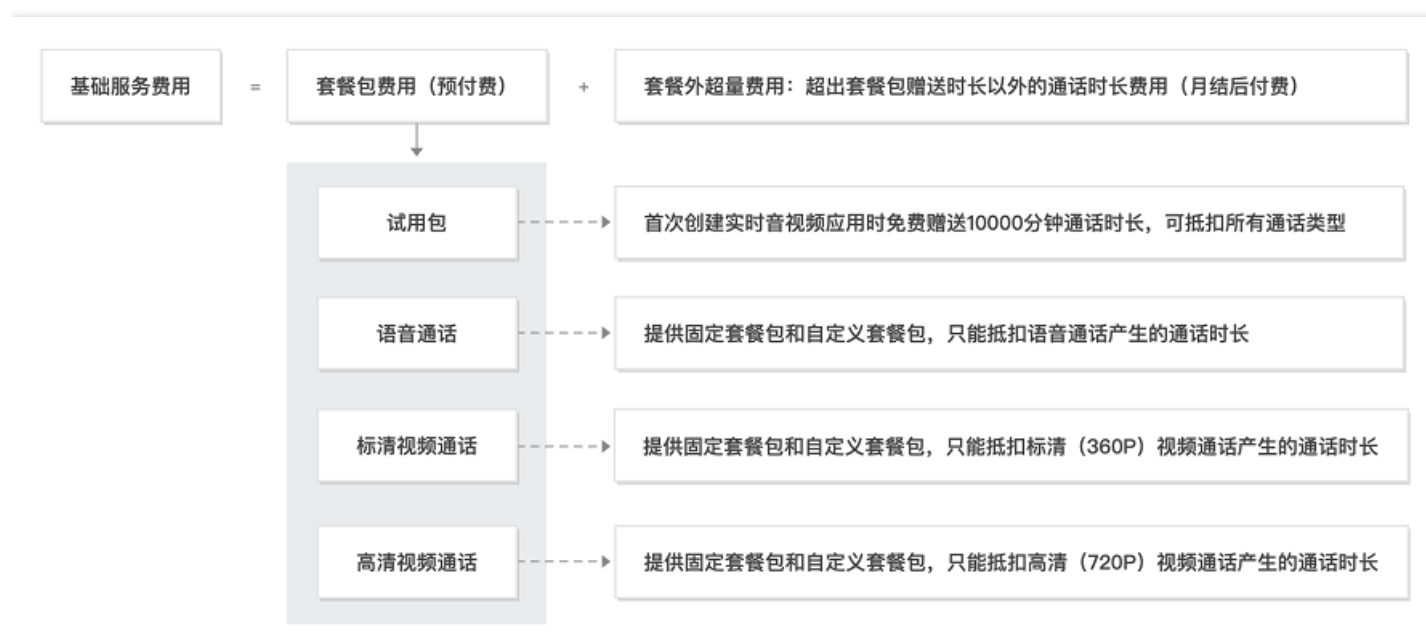 基础服务费用
=
套餐包费用（预付费）
+
套餐外超量费用：超出套餐包赠送时长以外的通话时长费用（月结后付费）
试用包
首次创建实时音视频应用时免费赠送10000分钟通话时长，可抵扣所有通话类型
语音通话
提供固定套餐包和自定义套餐包，只能抵扣语音通话产生的通话时长
标清视频通话
提供固定套餐包和自定义套餐包，只能抵扣标清（360P）视频通话产生的通话时长
高清视频通话
提供固定套餐包和自定义套餐包，只能抵扣高清（720P）视频通话产生的通话时长